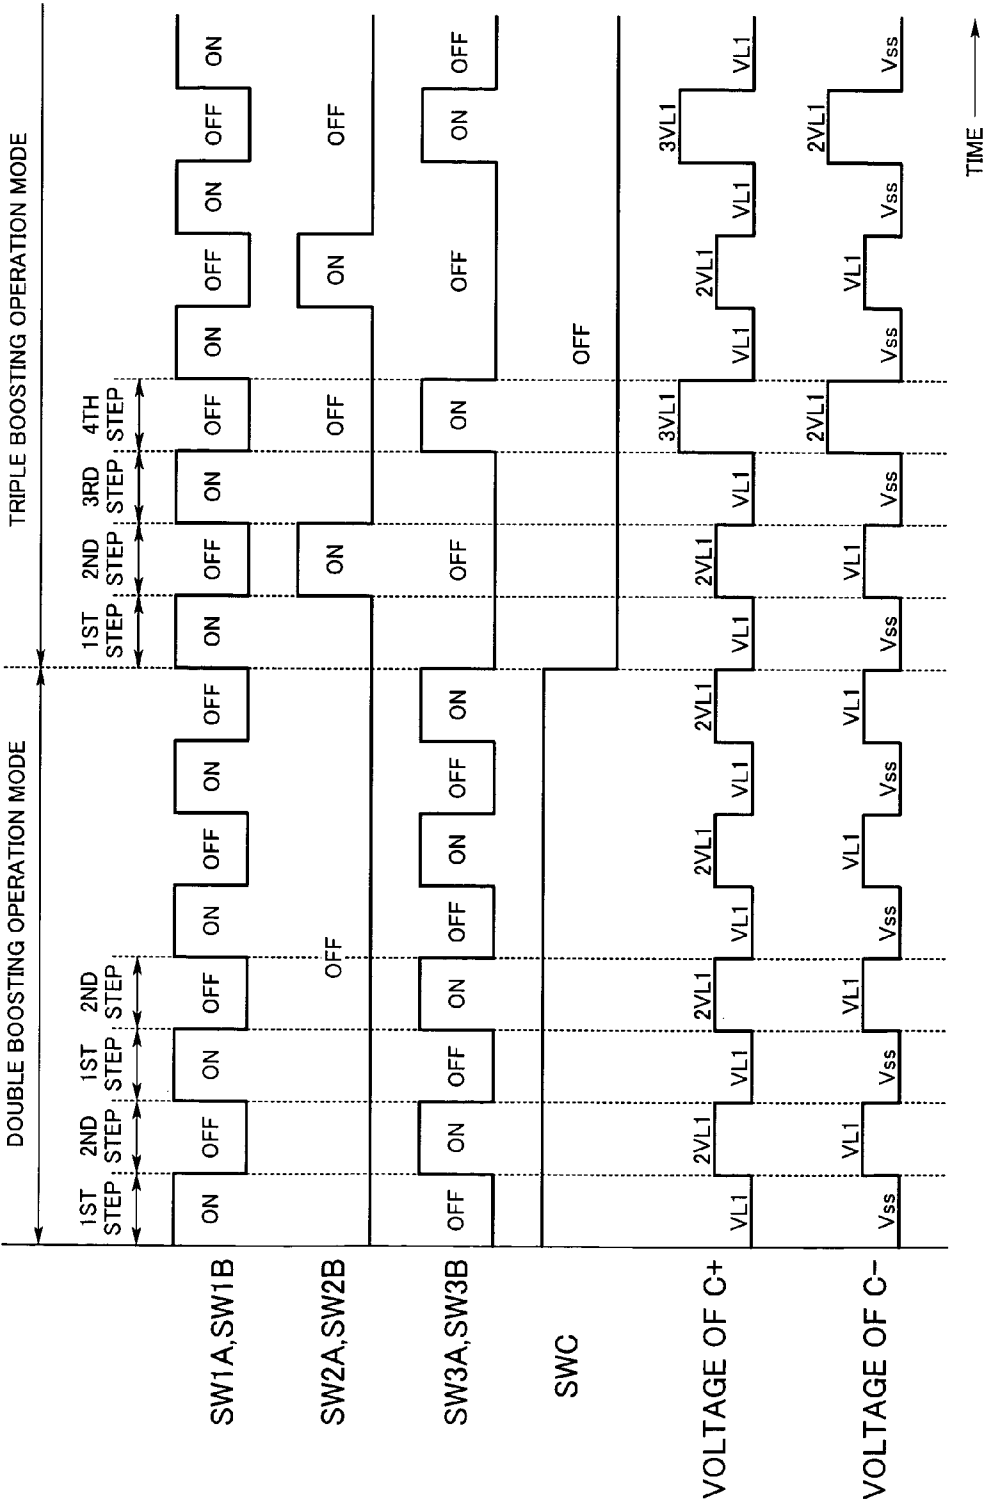 DOUBLE BOOSTING OPERATION MODE TRIPLE BOOSTING OPERATION MODE
1ST STEP 2ND STEP 1ST STEP 2ND STEP 1ST STEP 2ND STEP 3RD STEP 4TH STEP
SW1A,SW1B ON OFF ON OFF ON OFF ON OFF ON OFF ON OFF ON OFF ON OFF ON
SW2A,SW2B OFF ON OFF ON OFF
SW3A,SW3B OFF ON OFF ON OFF ON OFF ON OFF ON OFF ON OFF
SWC OFF
VOLTAGE OF C+ VL1 2VL1 VL1 2VL1 VL1 2VL1 VL1 2VL1 VL1 2VL1 VL1 3VL1 VL1 2VL1 VL1 3VL1 VL1
VOLTAGE OF C- Vss VL1 Vss VL1 Vss VL1 Vss VL1 Vss VL1 Vss 2VL1 Vss VL1 Vss 2VL1 Vss
TIME